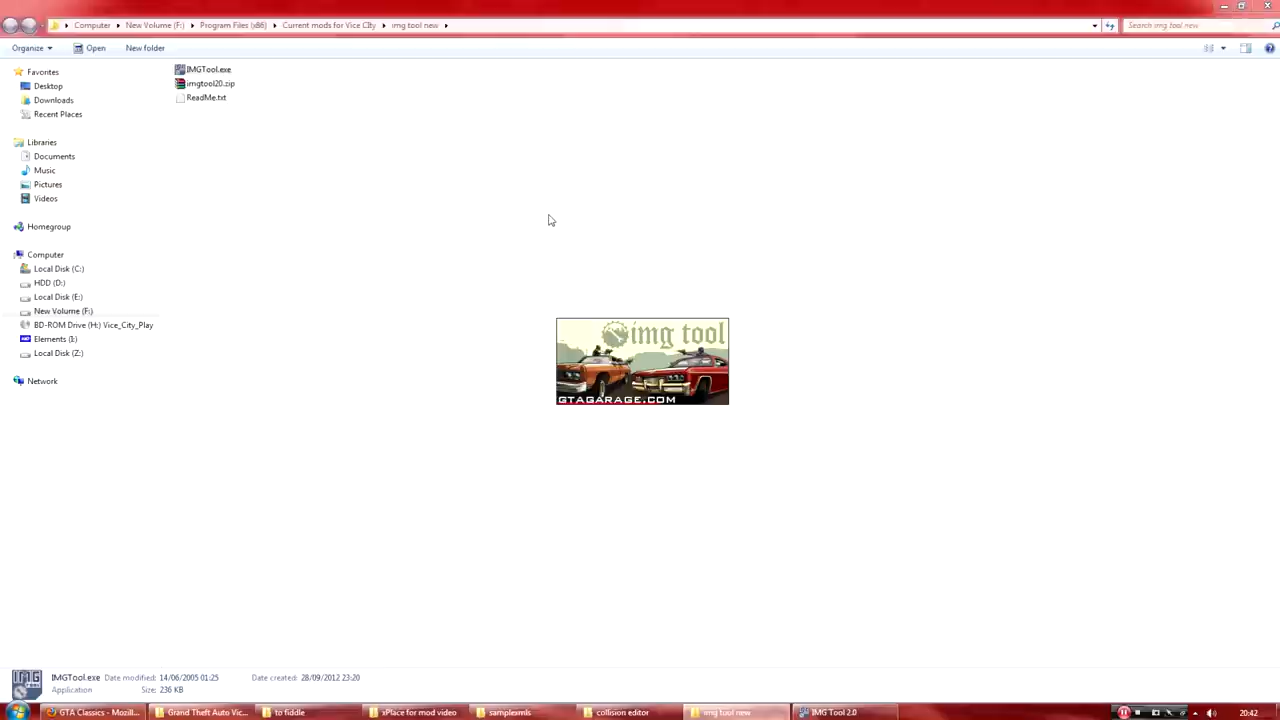 Computer ▸ New Volume (F:) ▸ Program Files (x86) ▸ Current mods for Vice City ▸ img tool new ▸
Search img tool new
Organize ▾ Open New folder
Favorites
Desktop
Downloads
Recent Places
Libraries
Documents
Music
Pictures
Videos
Homegroup
Computer
Local Disk (C:)
HDD (D:)
Local Disk (E:)
New Volume (F:)
BD-ROM Drive (H:) Vice_City_Play
Elements (I:)
Local Disk (Z:)
Network
IMGTool.exe
imgtool20.zip
ReadMe.txt
img tool
GTAGARAGE.COM
IMG
IMGTool.exe Date modified: 14/06/2005 01:25 Date created: 28/09/2012 23:20
Application Size: 236 KB
GTA Classics - Mozill... Grand Theft Auto Vic... to fiddle xPlace for mod video samplexmls collision editor img tool new IMG Tool 2.0 20:42